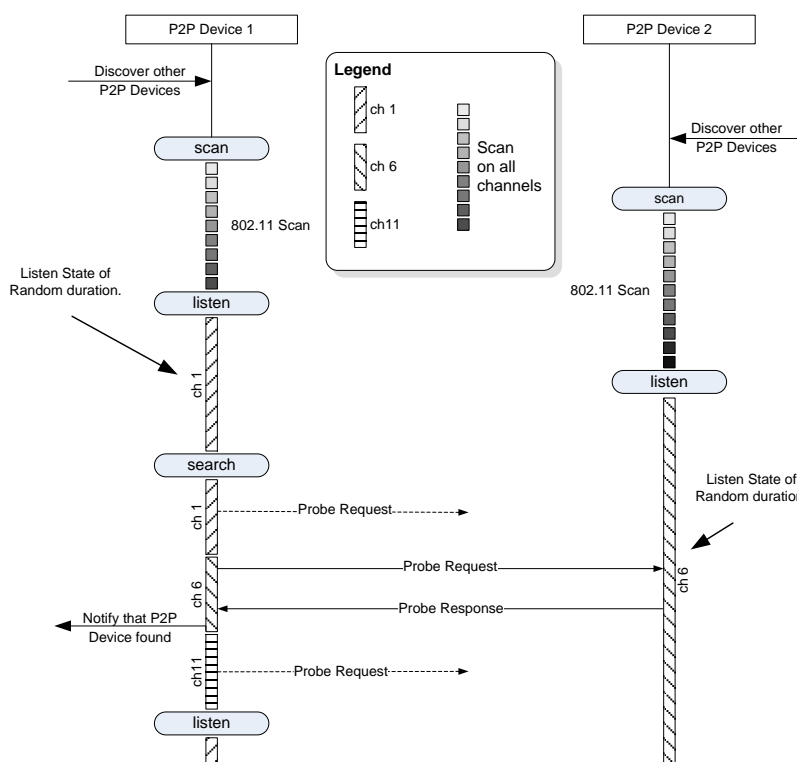 P2P Device 1
P2P Device 2
Discover other
P2P Devices
Legend
ch 1
ch 6
ch11
Scan
on all
channels
Discover other
P2P Devices
scan
802.11 Scan
scan
802.11 Scan
Listen State of
Random duration.
listen
ch 1
listen
search
ch 1
Probe Request
Listen State of
Random duratio
ch 6
Probe Request
ch 6
Probe Response
Notify that P2P
Device found
ch11
Probe Request
listen